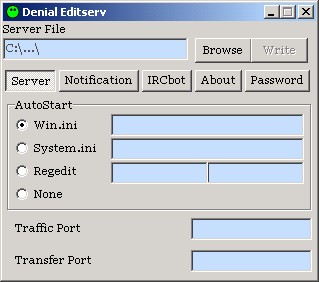 Denial Editserv
Server File
C:\...\
Browse
Write
Server
Notification
IRCbot
About
Password
AutoStart
Win.ini
System.ini
Regedit
None
Traffic Port
Transfer Port